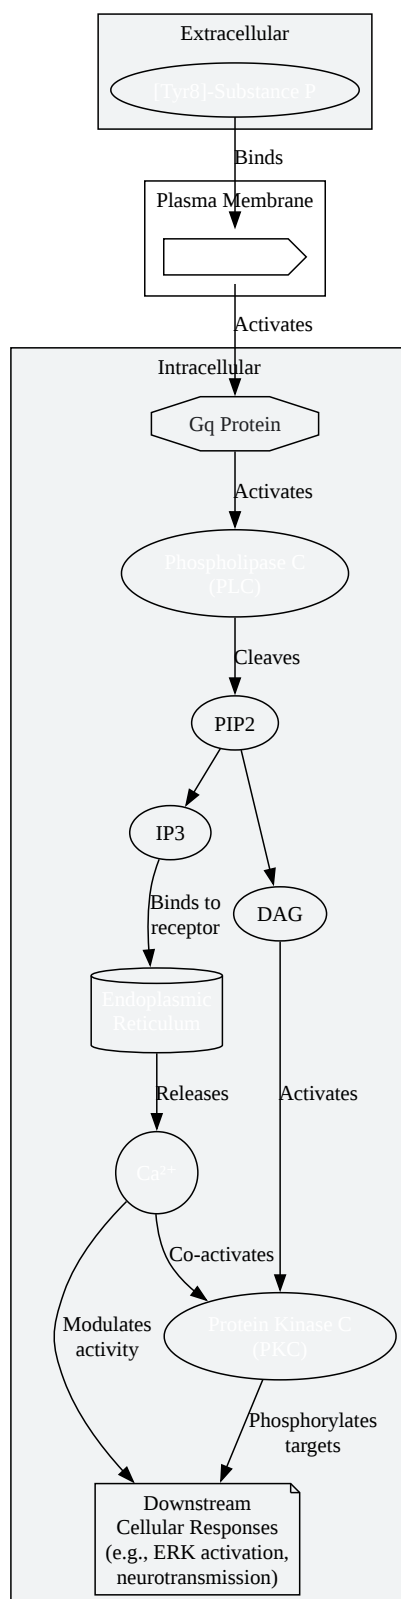 Extracellular
[Tyr8]-Substance P
Binds
Plasma Membrane
Activates
Intracellular
Gq Protein
Activates
Phospholipase C
(PLC)
Cleaves
PIP2
IP3
DAG
Binds to
receptor
Endoplasmic
Reticulum
Releases
Activates
Ca²⁺
Co-activates
Modulates
activity
Protein Kinase C
(PKC)
Phosphorylates
targets
Downstream
Cellular Responses
(e.g., ERK activation,
neurotransmission)